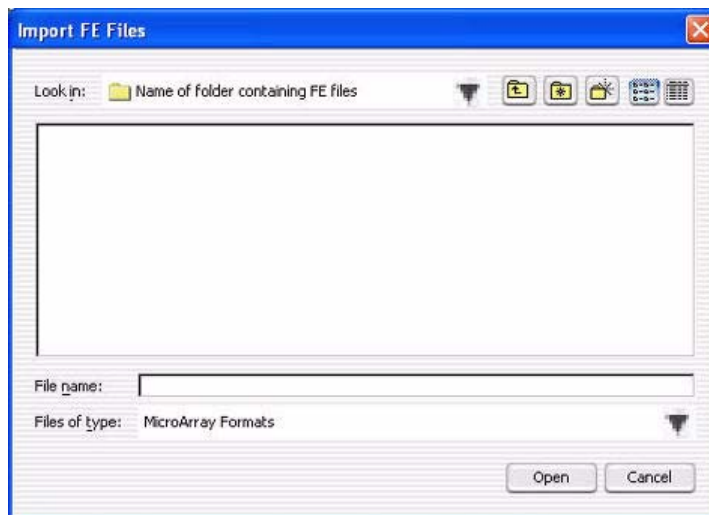 Import FE Files
Look in: Name of folder containing FE files
File name:
Files of type: MicroArray Formats
Open Cancel